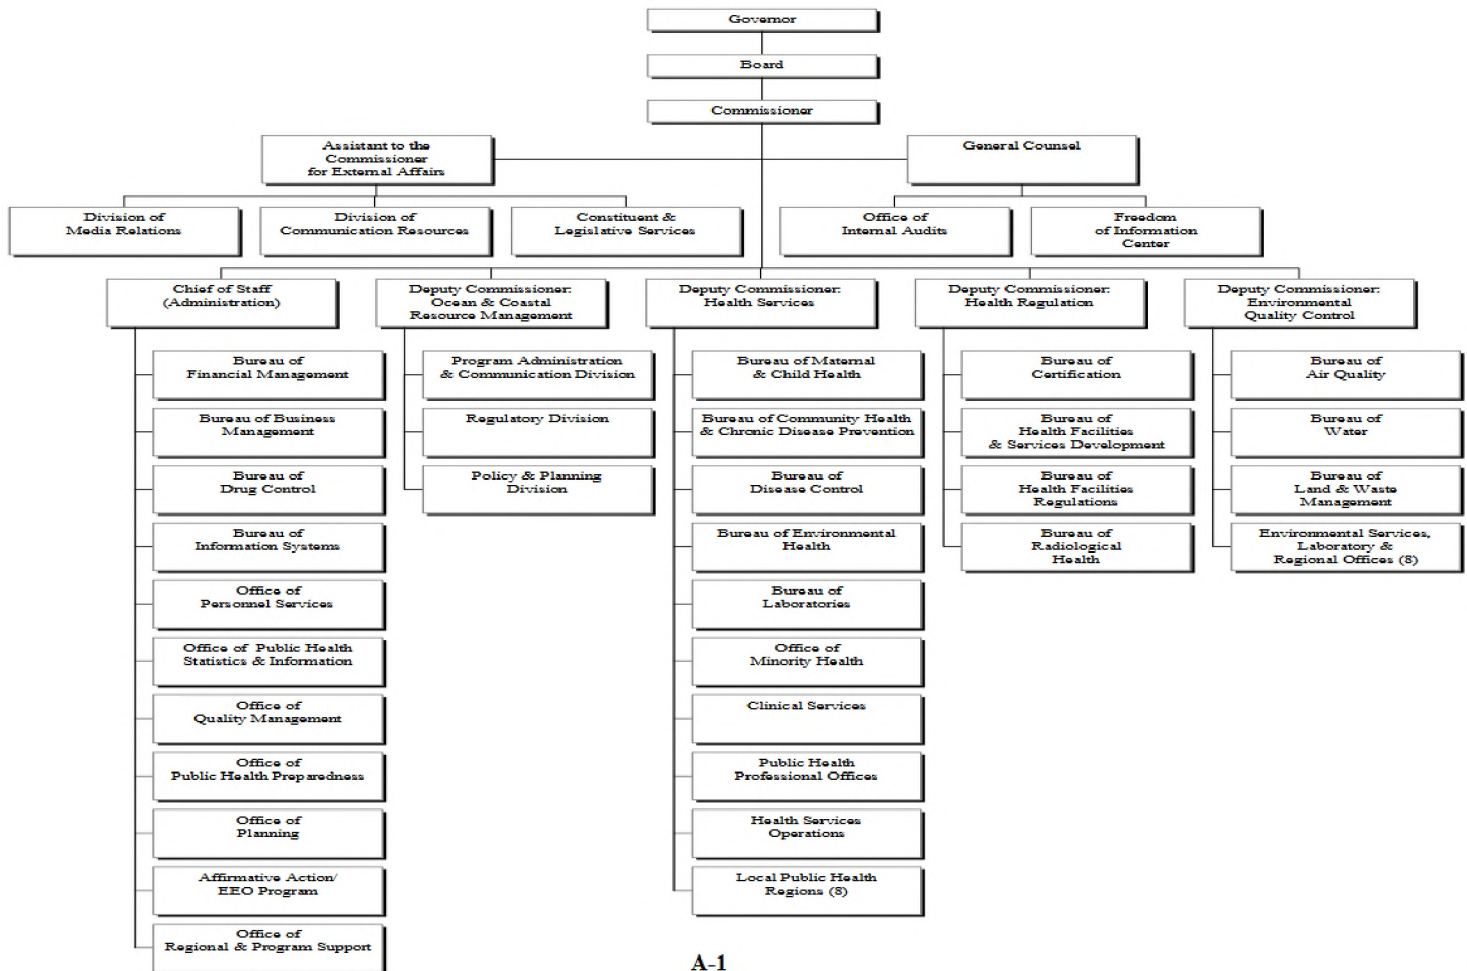 Governor
Board
Commissioner
Assistant to the
Commissioner
for External Affairs
General Counsel
Division of
Media Relations
Division of
Communication Resources
Constituent &
Legislative Services
Office of
Internal Audits
Freedom
of Information
Center
Chief of Staff
(Administration)
Deputy Commissioner:
Ocean & Coastal
Resource Management
Deputy Commissioner:
Health Services
Deputy Commissioner:
Health Regulation
Deputy Commissioner:
Environmental
Quality Control
Bureau of
Financial Management
Bureau of Business
Management
Bureau of
Drug Control
Bureau of
Information Systems
Office of
Personnel Services
Office of Public Health
Statistics & Information
Office of
Quality Management
Office of
Public Health Preparedness
Office of
Planning
Affirmative Action/
EEO Program
Office of
Regional & Program Support
Program Administration
& Communication Division
Regulatory Division
Policy & Planning
Division
Bureau of Maternal
& Child Health
Bureau of Community Health
& Chronic Disease Prevention
Bureau of
Disease Control
Bureau of Environmental
Health
Bureau of
Laboratories
Office of
Minority Health
Clinical Services
Public Health
Professional Offices
Health Services
Operations
Local Public Health
Regions (8)
Bureau of
Certification
Bureau of
Health Facilities
& Services Development
Bureau of
Health Facilities
Regulations
Bureau of
Radiological
Health
Bureau of
Air Quality
Bureau of
Water
Bureau of
Land & Waste
Management
Environmental Services,
Laboratory &
Regional Offices (8)
A-1